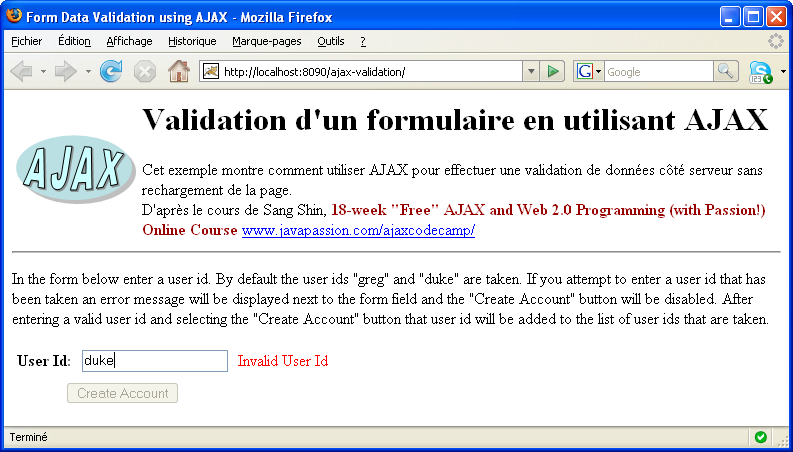 Form Data Validation using AJAX - Mozilla Firefox
Fichier Édition Affichage Historique Marque-pages Outils ?
http://localhost:8090/ajax-validation/ G Google
AJAX
Validation d'un formulaire en utilisant AJAX
Cet exemple montre comment utiliser AJAX pour effectuer une validation de données côté serveur sans
rechargement de la page.
D'après le cours de Sang Shin, 18-week "Free" AJAX and Web 2.0 Programming (with Passion!)
Online Course www.javapassion.com/ajaxcodecamp/
In the form below enter a user id. By default the user ids "greg" and "duke" are taken. If you attempt to enter a user id that has
been taken an error message will be displayed next to the form field and the "Create Account" button will be disabled. After
entering a valid user id and selecting the "Create Account" button that user id will be added to the list of user ids that are taken.
User Id: duke Invalid User Id
Create Account
Terminé